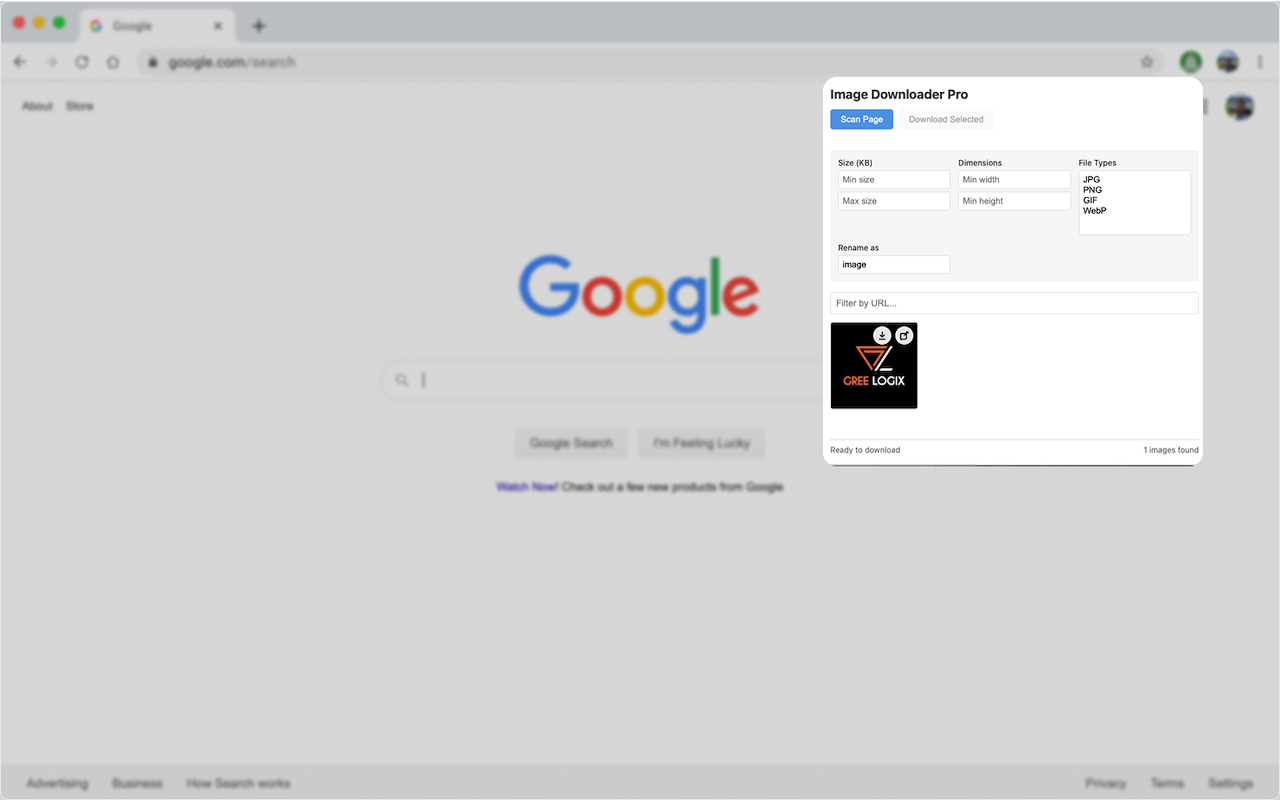 Google
google.com/search
About Store
Image Downloader Pro
Scan Page Download Selected
Size (KB) Dimensions File Types
Min size Min width JPG
PNG
Max size Min height GIF
WebP
Rename as
image
Filter by URL...
GREE LOGIX
Ready to download 1 images found
Google
Google Search I'm Feeling Lucky
Watch Now! Check out a few new products from Google
Advertising Business How Search works Privacy Terms Settings